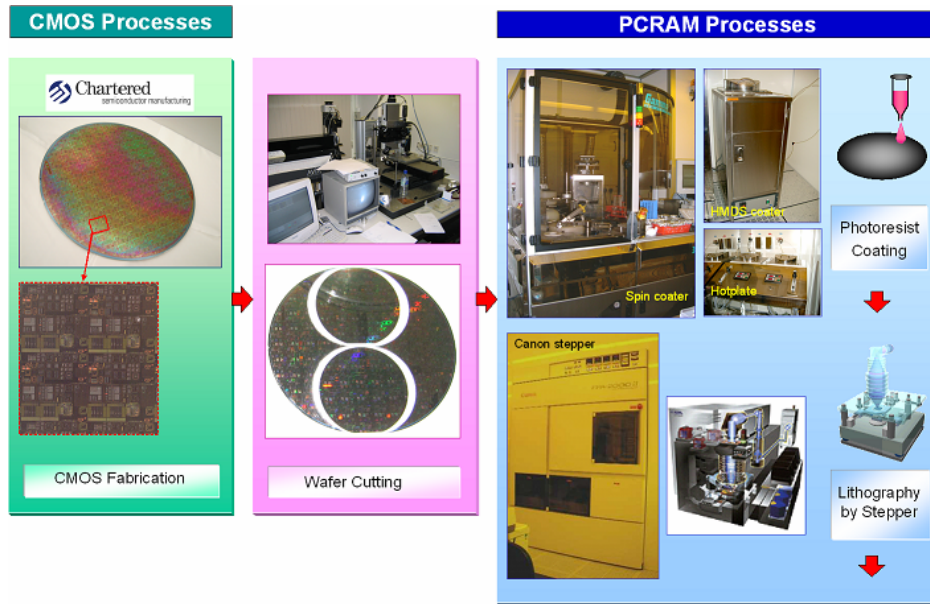 CMOS Processes
PCRAM Processes
Chartered
semiconductor manufacturing
CMOS Fabrication
Wafer Cutting
Spin coater
HMDS coater
Hotplate
Photoresist
Coating
Canon stepper
Lithography
by Stepper